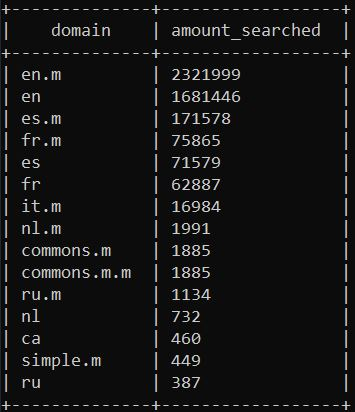 +--------------+------------------+
| domain | amount_searched |
+--------------+------------------+
| en.m | 2321999 |
| en | 1681446 |
| es.m | 171578 |
| fr.m | 75865 |
| es | 71579 |
| fr | 62887 |
| it.m | 16984 |
| nl.m | 1991 |
| commons.m | 1885 |
| commons.m.m | 1885 |
| ru.m | 1134 |
| nl | 732 |
| ca | 460 |
| simple.m | 449 |
| ru | 387 |
+--------------+------------------+